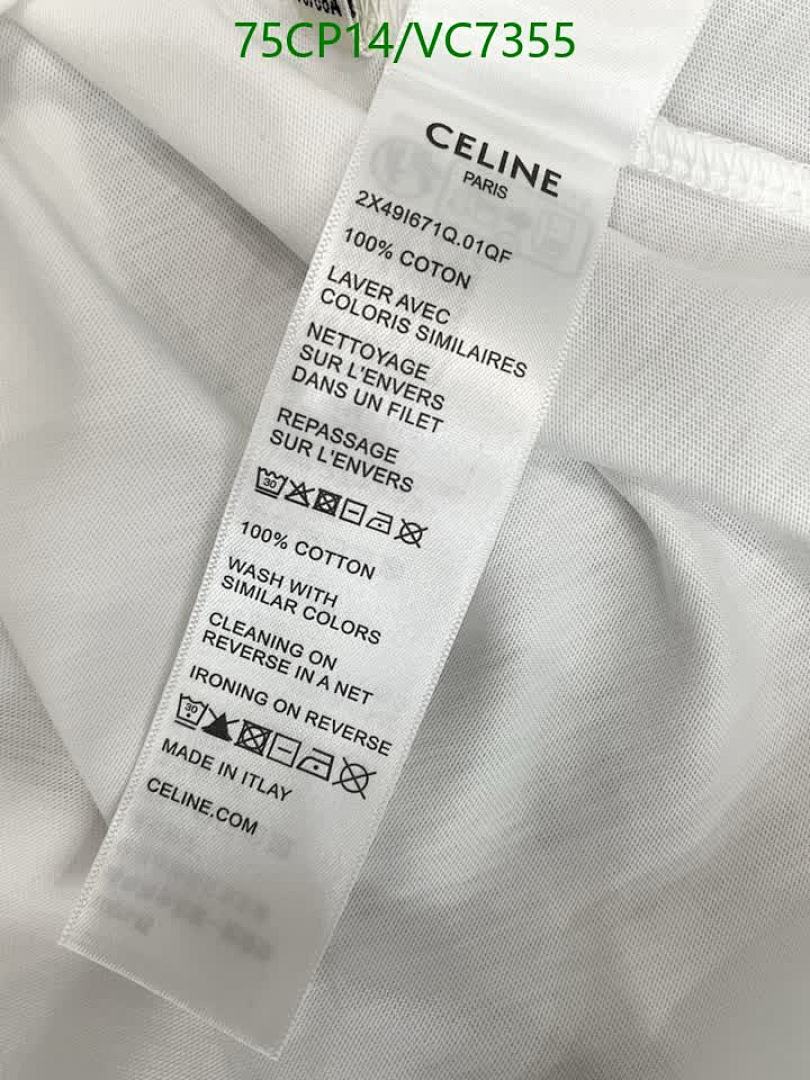 75CP14/VC7355
CELINE
PARIS
2X49I671Q.01QF
100% COTON
LAVER AVEC
COLORIS SIMILAIRES
NETTOYAGE
SUR L'ENVERS
DANS UN FILET
REPASSAGE
SUR L'ENVERS
30
100% COTTON
WASH WITH
SIMILAR COLORS
CLEANING ON
REVERSE IN A NET
IRONING ON REVERSE
30
MADE IN ITLAY
CELINE.COM